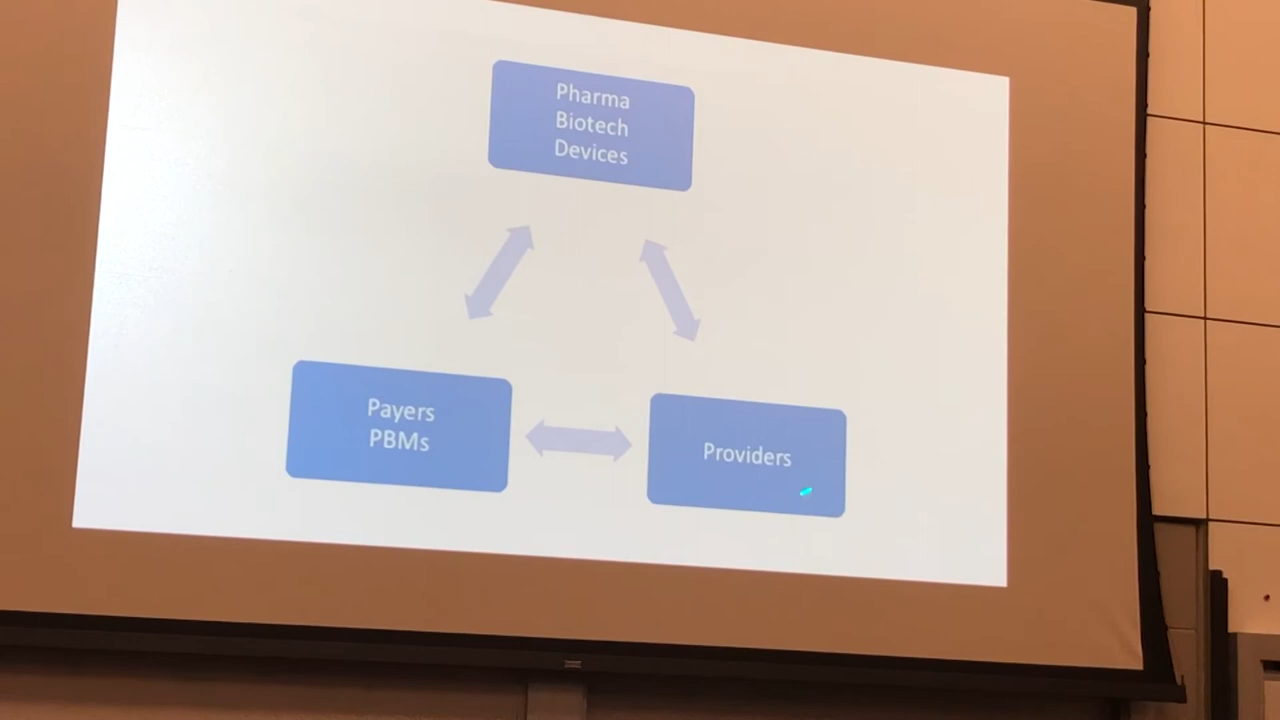 Pharma
Biotech
Devices
Payers
PBMs
Providers